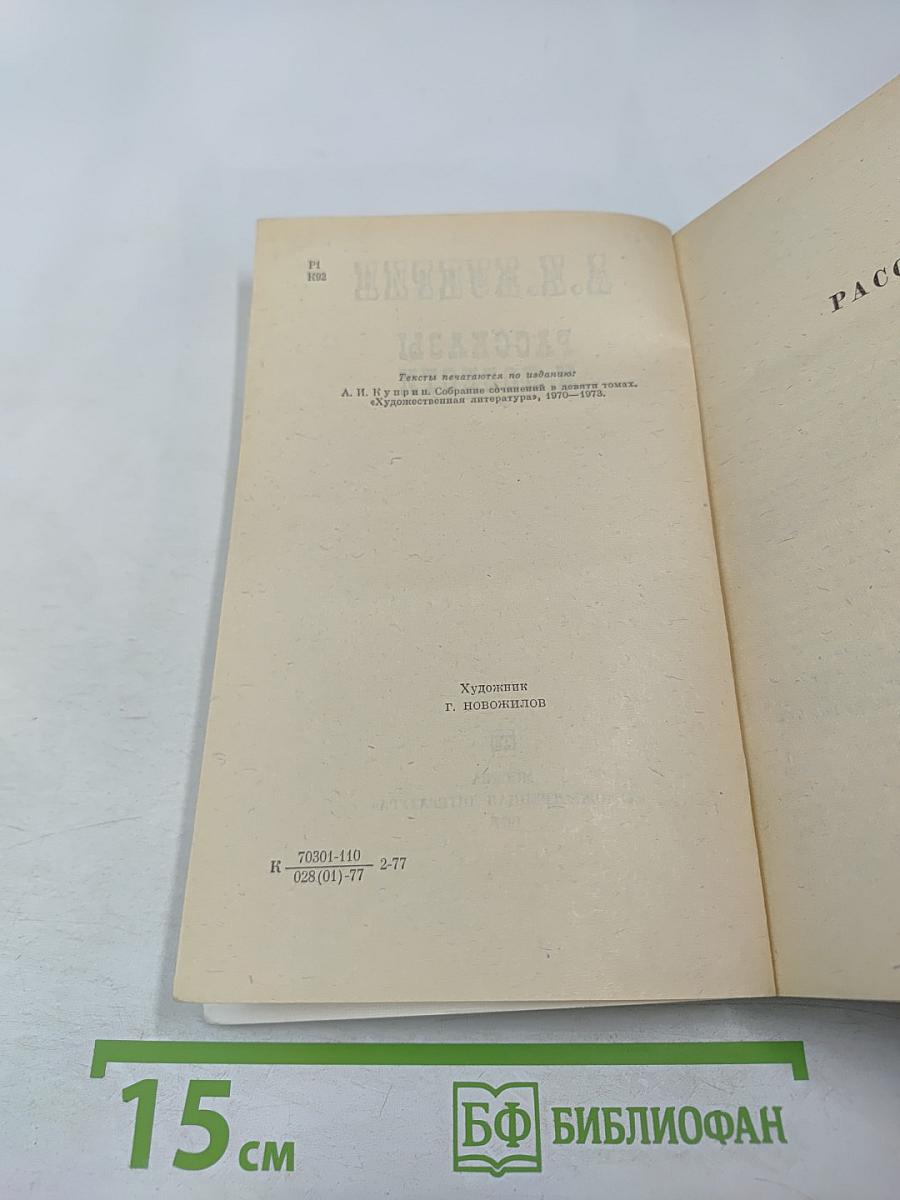 Р1
К92
Тексты печатаются по изданию:
А. И. Куприн. Собрание сочинений в девяти томах.
«Художественная литература», 1970—1973.
Художник
Г. НОВОЖИЛОВ
К 70301-110 2-77
028(01)-77
РАСС
15 см
БФ БИБЛИОФАН